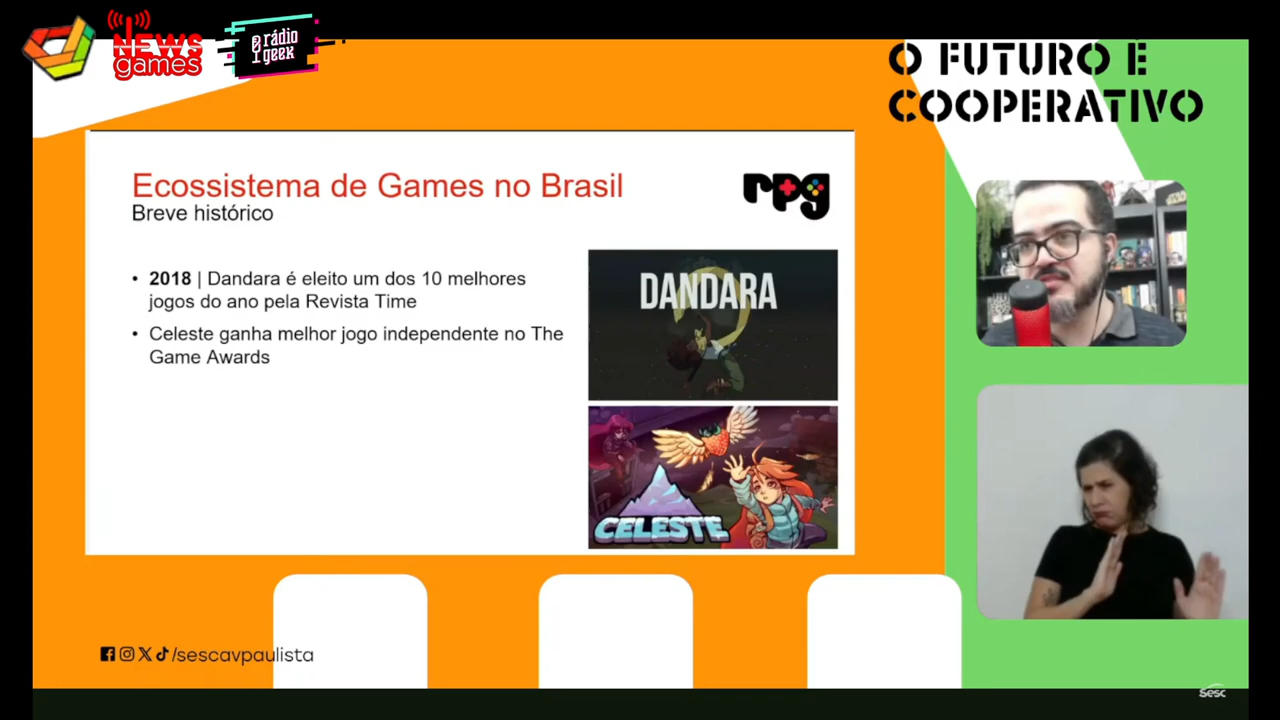 NEWS
games
rádio
geek
O FUTURO É
COOPERATIVO
Ecossistema de Games no Brasil
Breve histórico
rpg
• 2018 | Dandara é eleito um dos 10 melhores
jogos do ano pela Revista Time
• Celeste ganha melhor jogo independente no The
Game Awards
DANDARA
CELESTE
/sescavpaulista
Sesc